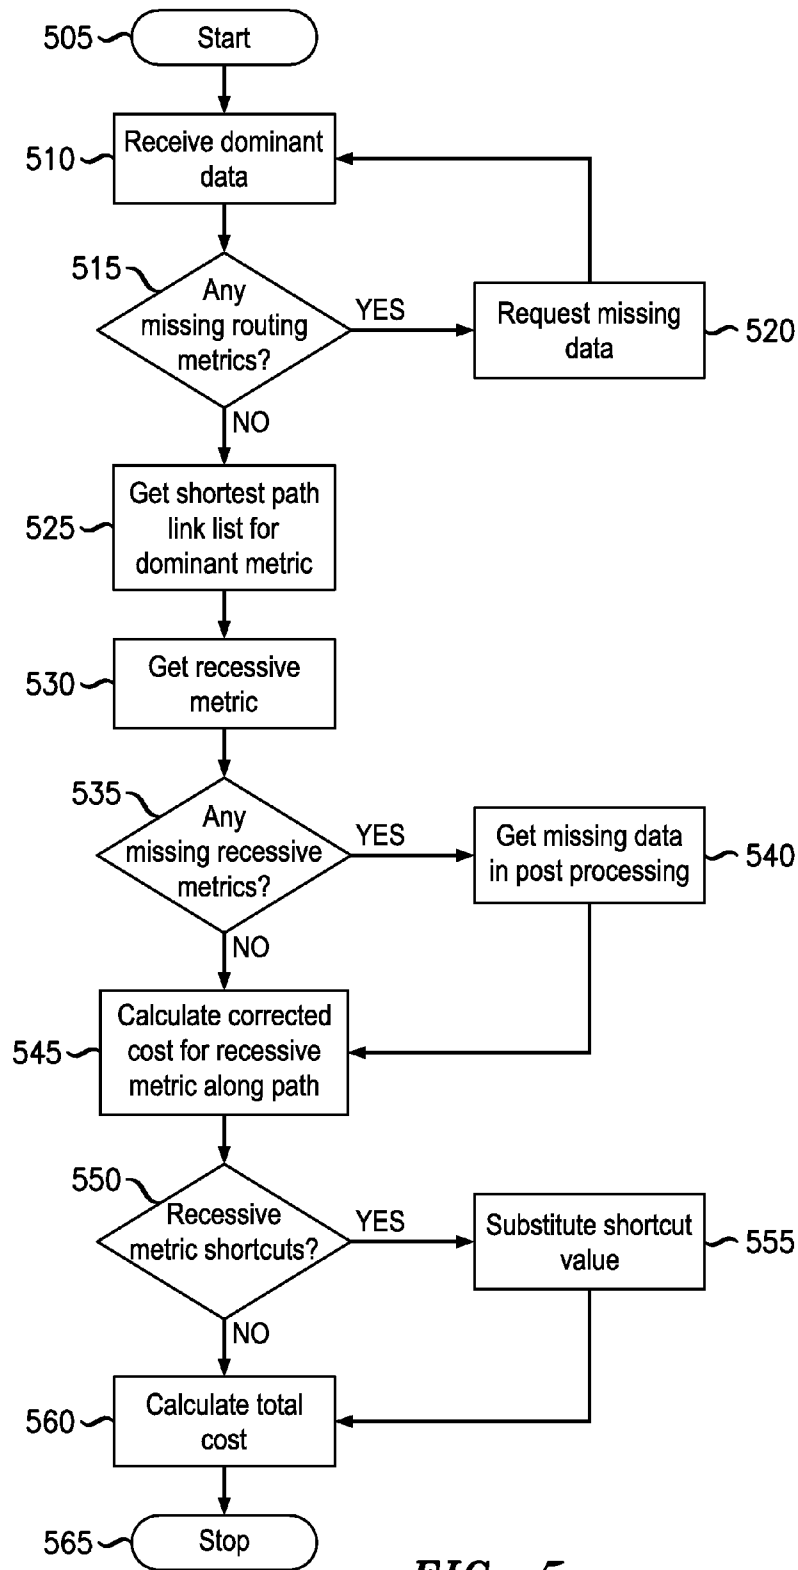 505
Start
510
Receive dominant
data
515
Any
missing routing
metrics?
YES
Request missing
data
520
NO
525
Get shortest path
link list for
dominant metric
530
Get recessive
metric
535
Any
missing recessive
metrics?
YES
Get missing data
in post processing
540
NO
545
Calculate corrected
cost for recessive
metric along path
550
Recessive
metric shortcuts?
YES
Substitute shortcut
value
555
NO
560
Calculate total
cost
565
Stop
FIG. 5